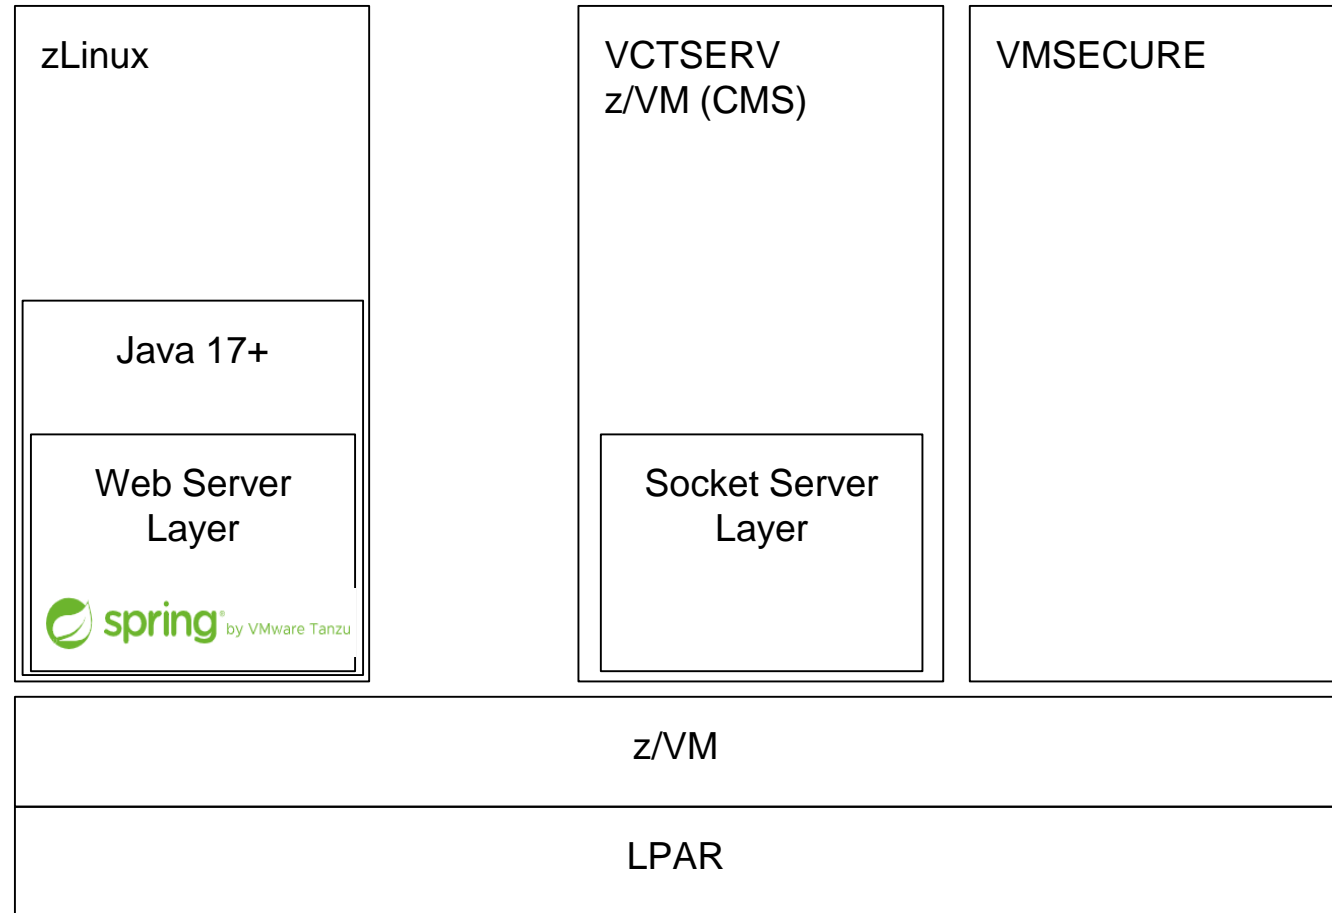 zLinux
VCTSERV
z/VM (CMS)
VMSECURE
Java 17+
Web Server
Layer
spring® by VMware Tanzu
Socket Server
Layer
z/VM
LPAR